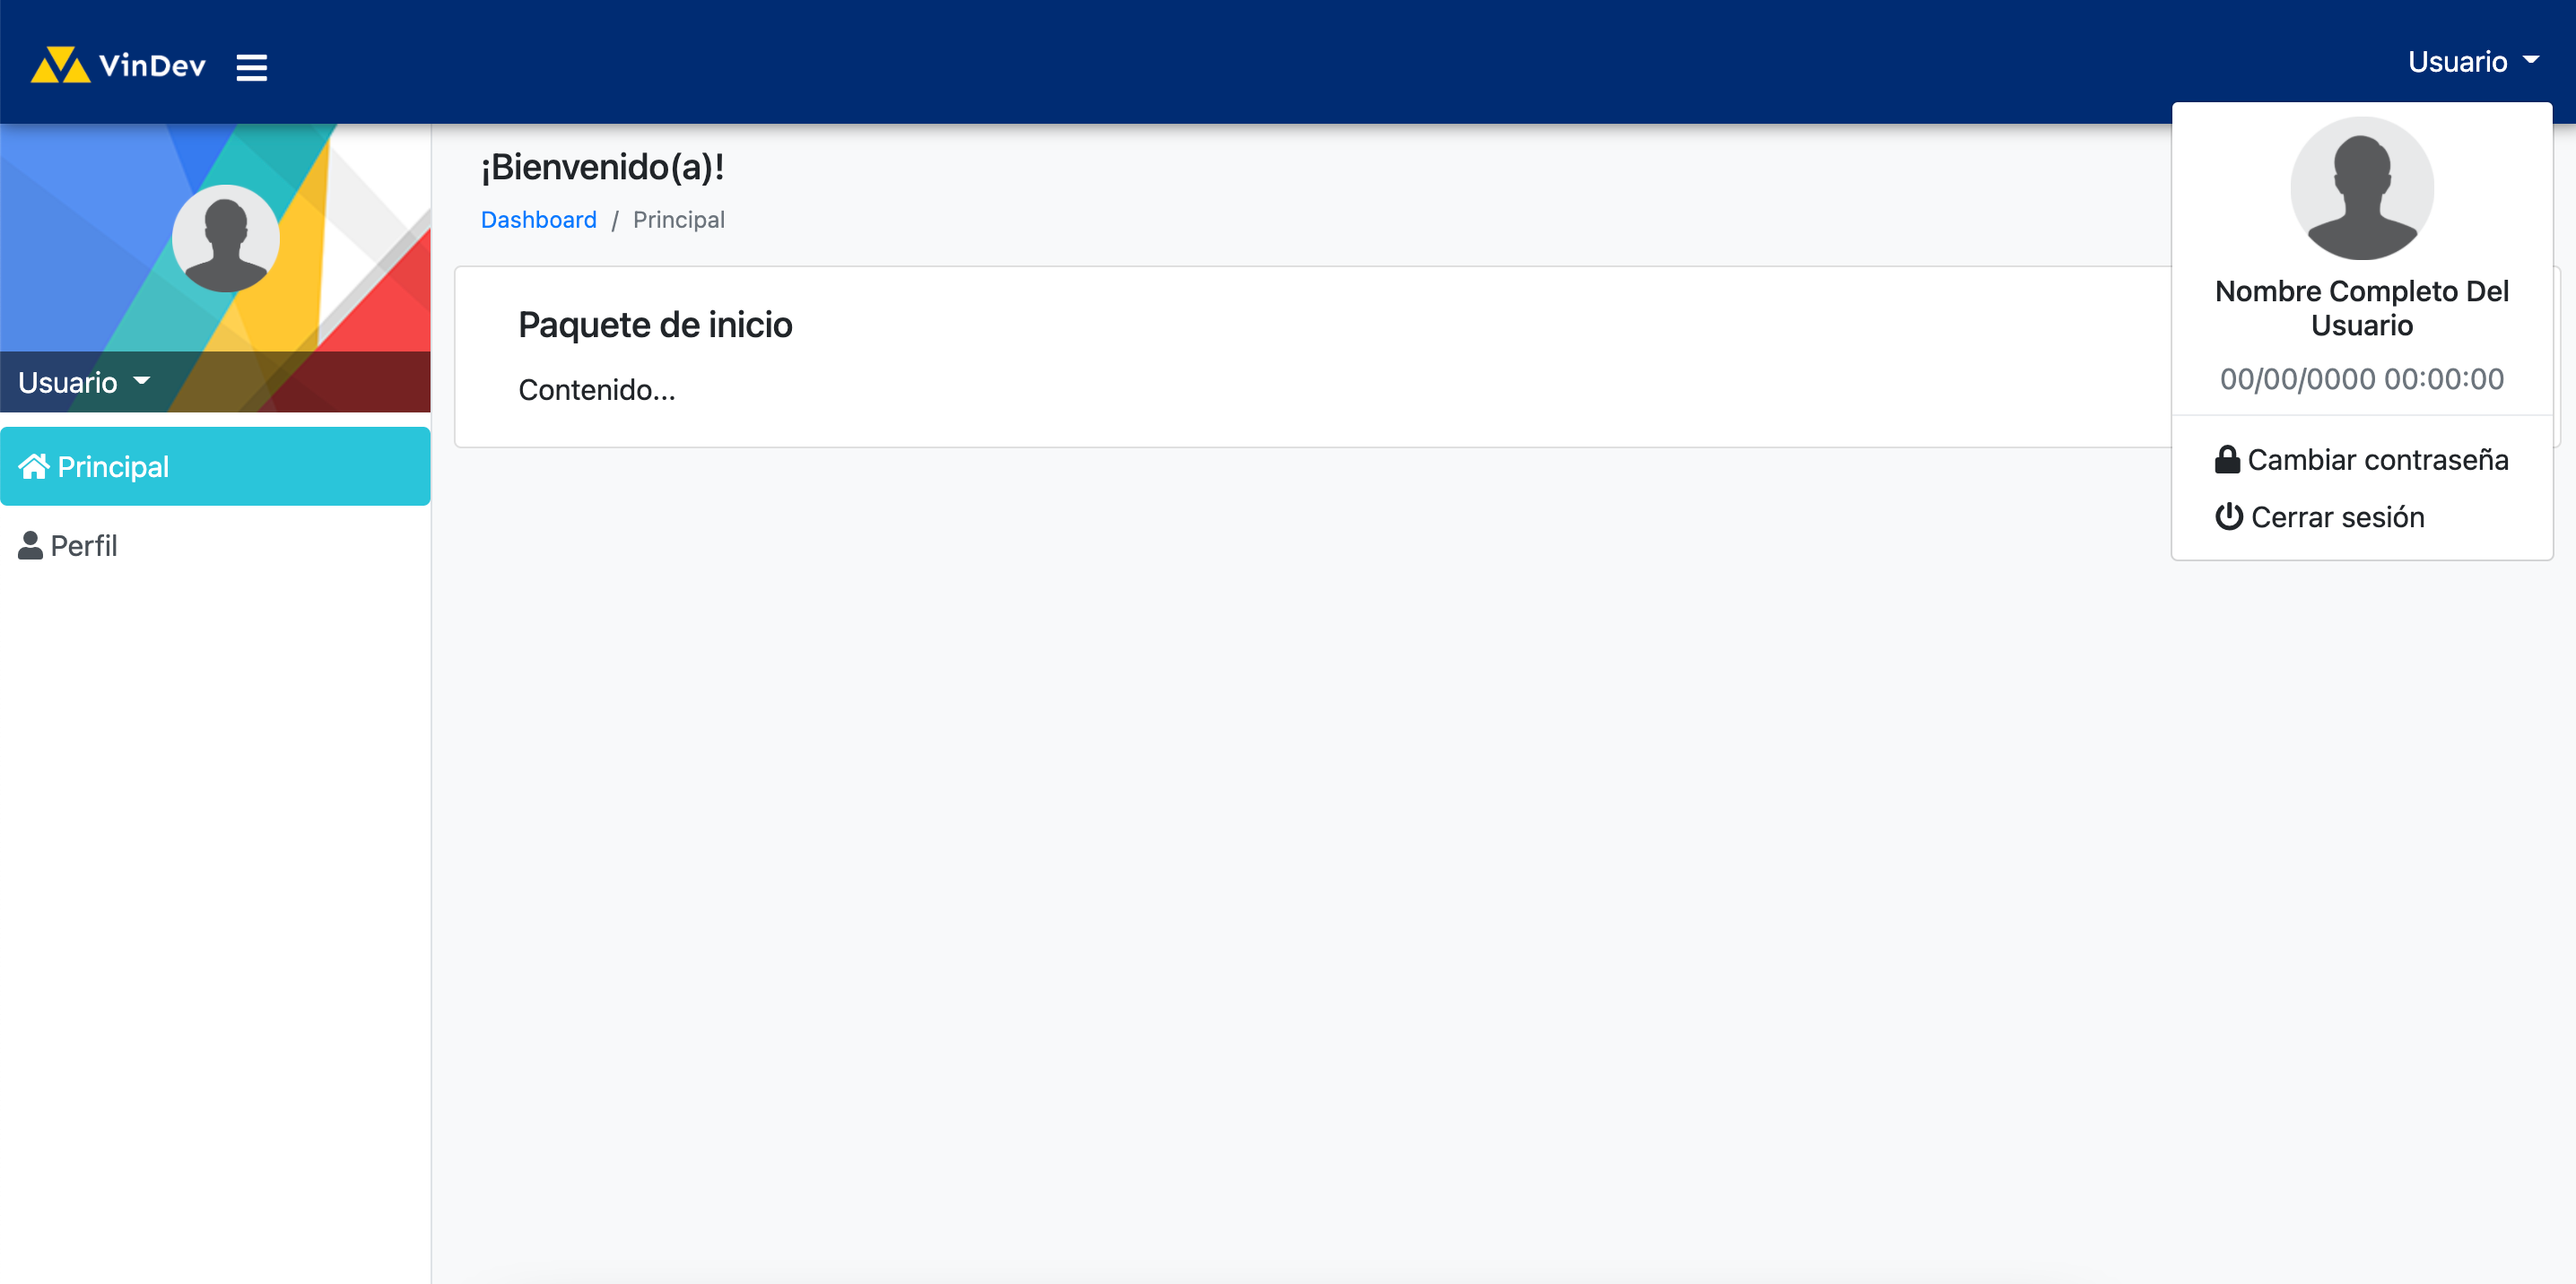 VinDev
Usuario
¡Bienvenido(a)!
Dashboard / Principal
Usuario
Principal
Perfil
Paquete de inicio
Contenido...
Nombre Completo Del
Usuario
00/00/0000 00:00:00
Cambiar contraseña
Cerrar sesión